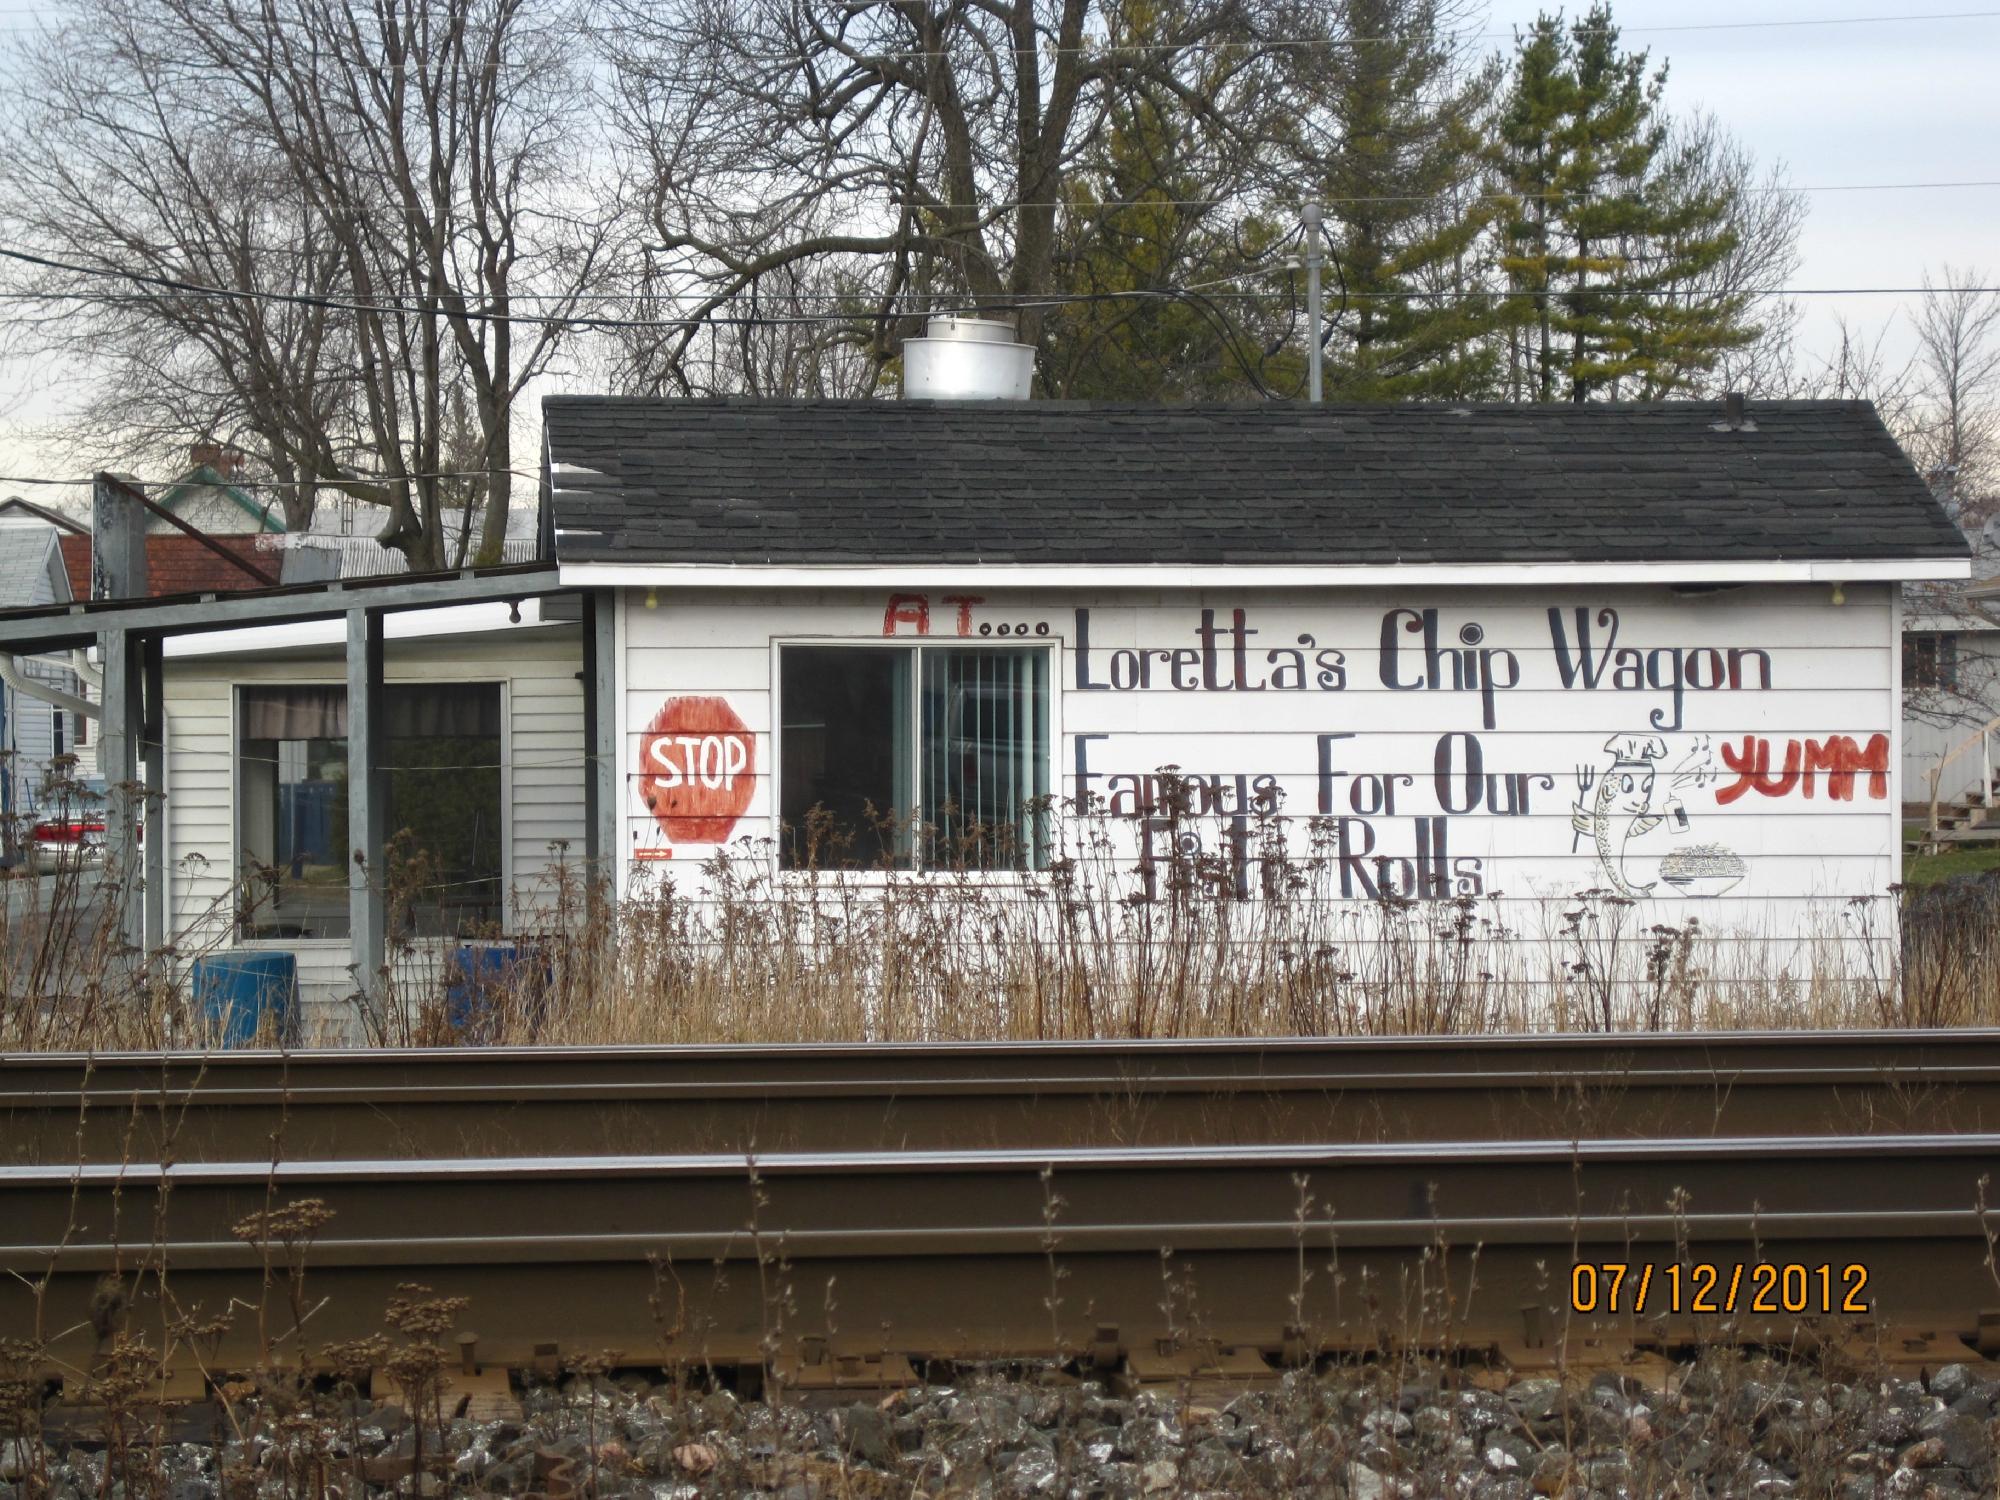 AT....
Loretta's Chip Wagon
STOP
Famous For Our
YUMM
Fish Rolls
07/12/2012